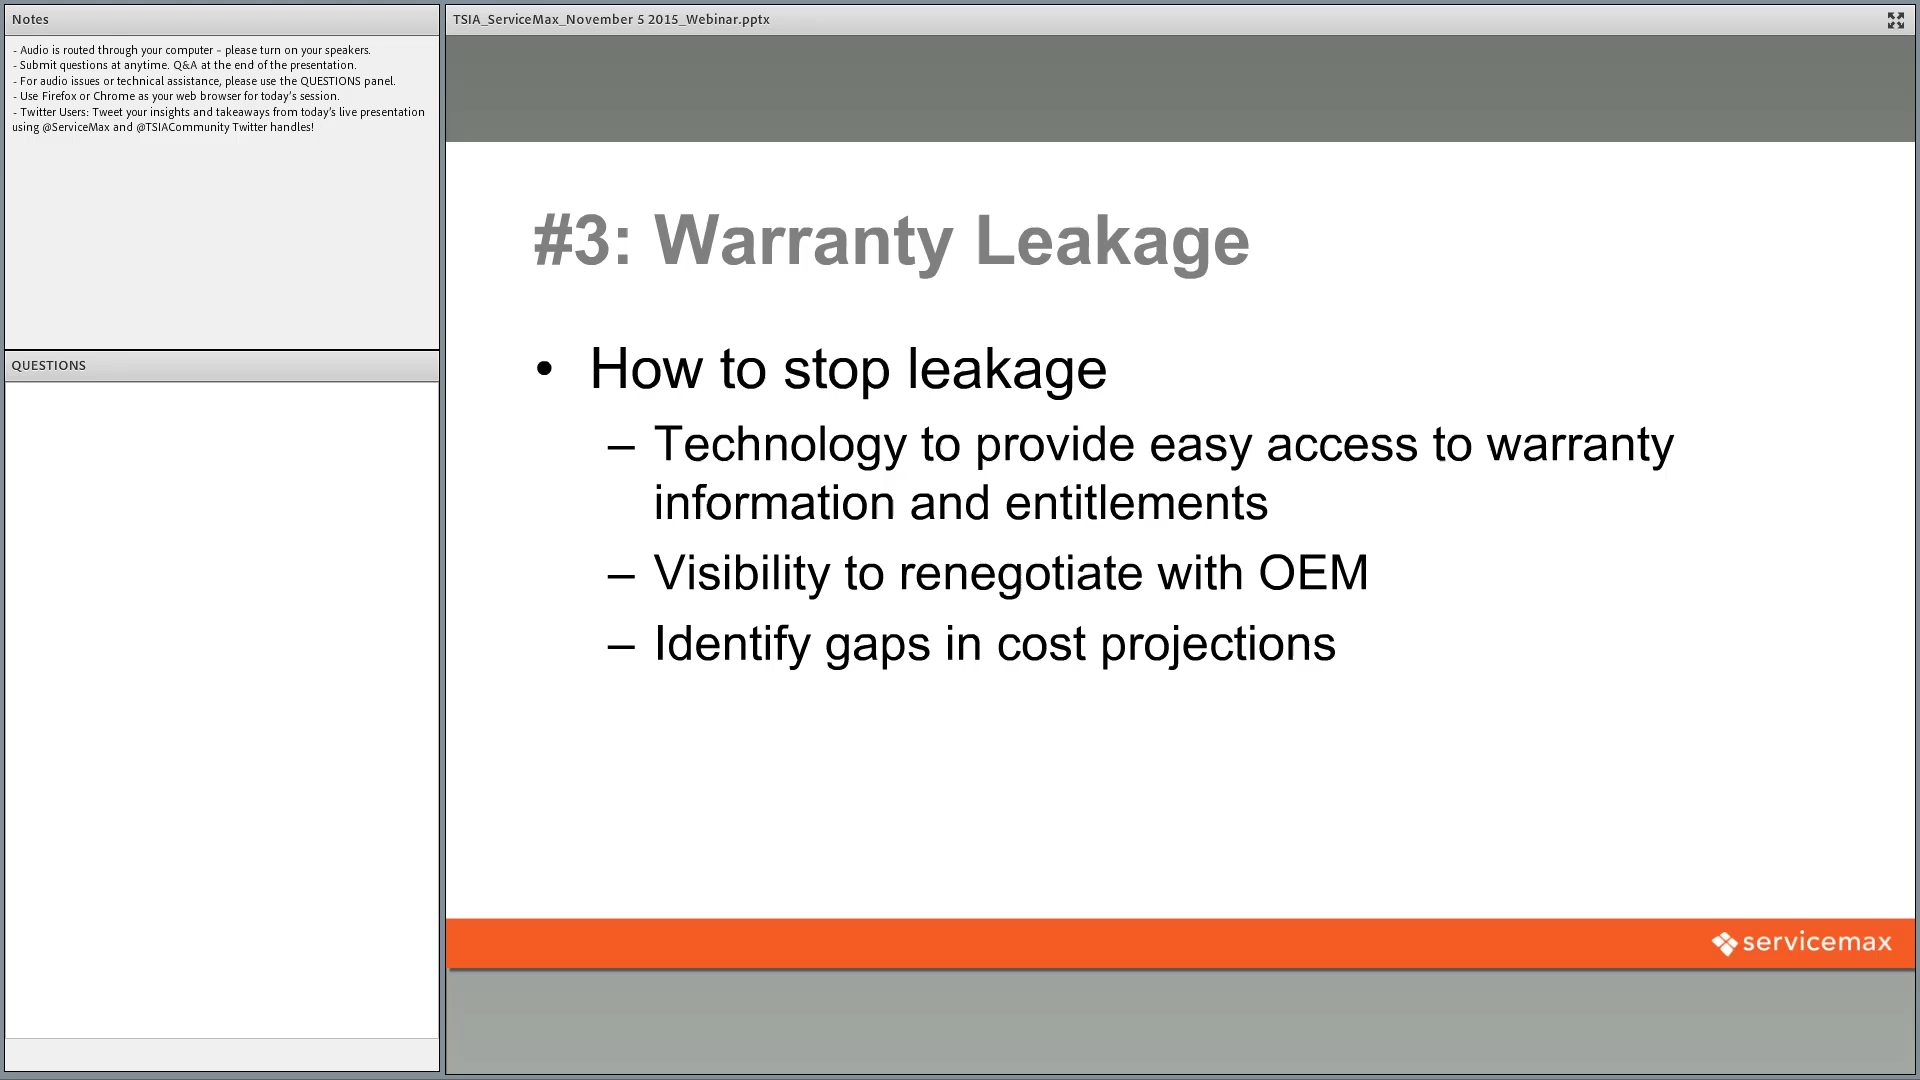 Notes
- Audio is routed through your computer – please turn on your speakers.
- Submit questions at anytime. Q&A at the end of the presentation.
- For audio issues or technical assistance, please use the QUESTIONS panel.
- Use Firefox or Chrome as your web browser for today's session.
- Twitter Users: Tweet your insights and takeaways from today's live presentation
using @ServiceMax and @TSIACommunity Twitter handles!
QUESTIONS
TSIA_ServiceMax_November 5 2015_Webinar.pptx
#3: Warranty Leakage
• How to stop leakage
– Technology to provide easy access to warranty
information and entitlements
– Visibility to renegotiate with OEM
– Identify gaps in cost projections
servicemax